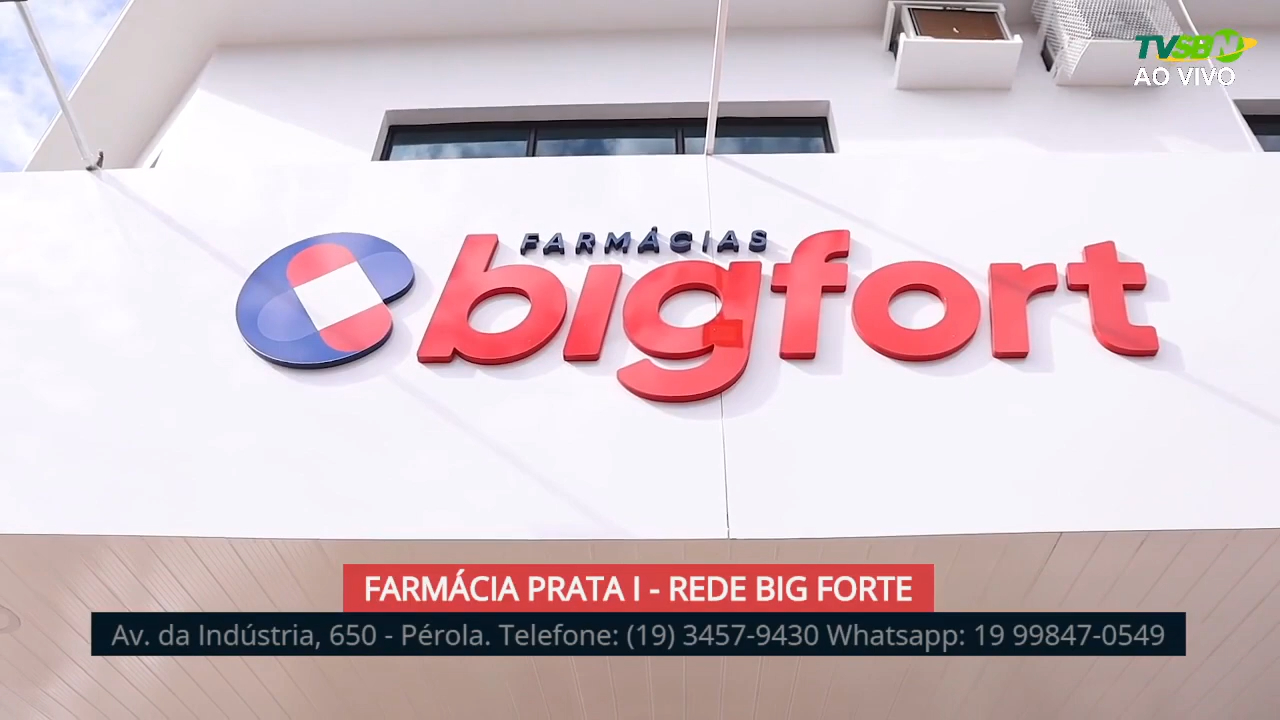 TVSBN
AO VIVO
FARMÁCIAS
bigfort
FARMÁCIA PRATA I - REDE BIG FORTE
Av. da Indústria, 650 - Pérola. Telefone: (19) 3457-9430 Whatsapp: 19 99847-0549